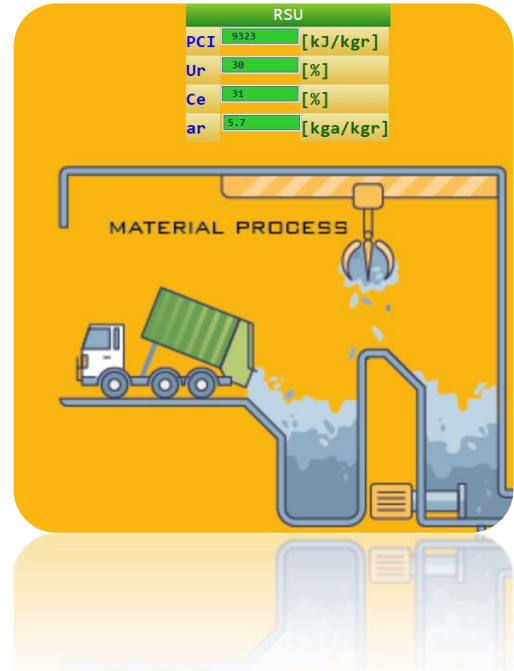 RSU
PCI 9323 [kJ/kgr]
Ur 30 [%]
Ce 31 [%]
ar 5.7 [kga/kgr]
MATERIAL PROCESS